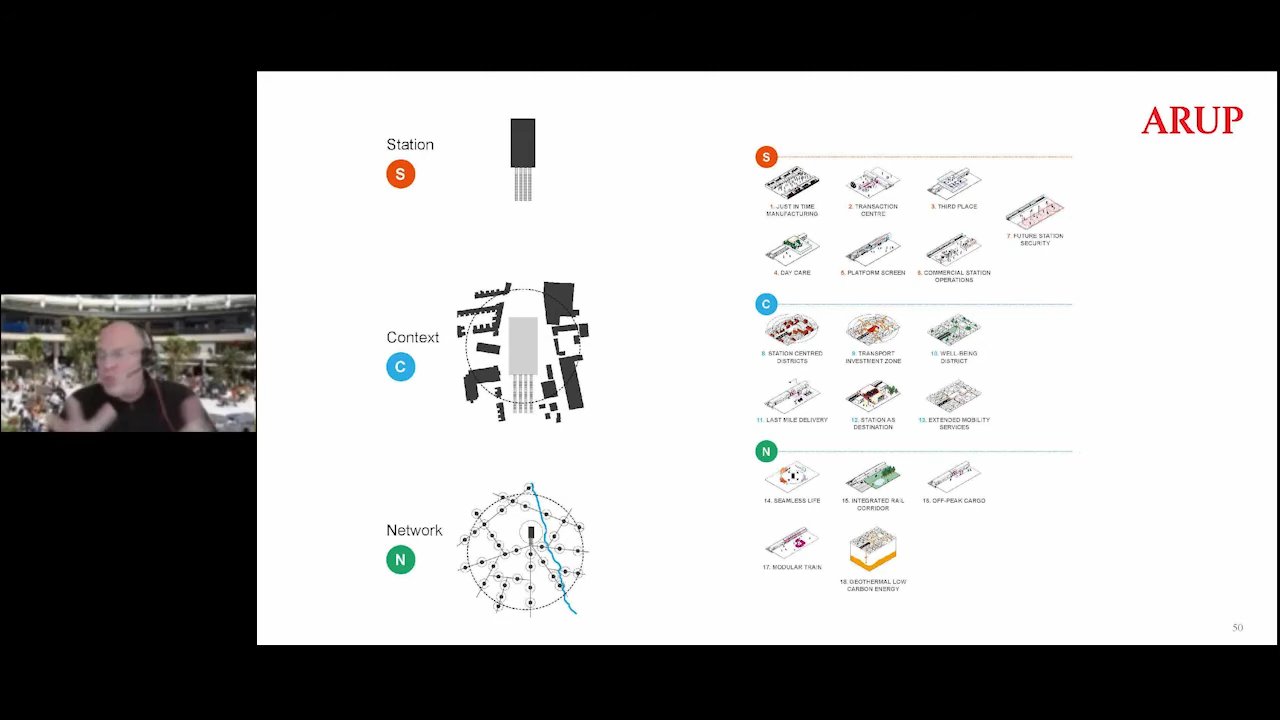 ARUP
Station
S
Context
C
Network
N
S
1. JUST IN TIME
MANUFACTURING
2. TRANSACTION
CENTRE
3. THIRD PLACE
4. DAY CARE
5. PLATFORM SCREEN
6. COMMERCIAL STATION
OPERATIONS
7. FUTURE STATION
SECURITY
C
8. STATION CENTRED
DISTRICTS
9. TRANSPORT
INVESTMENT ZONE
10. WELL-BEING
DISTRICT
11. LAST MILE DELIVERY
12. STATION AS
DESTINATION
13. EXTENDED MOBILITY
SERVICES
N
14. SEAMLESS LIFE
15. INTEGRATED RAIL
CORRIDOR
16. OFF-PEAK CARGO
17. MODULAR TRAIN
18. GEOTHERMAL LOW
CARBON ENERGY
50